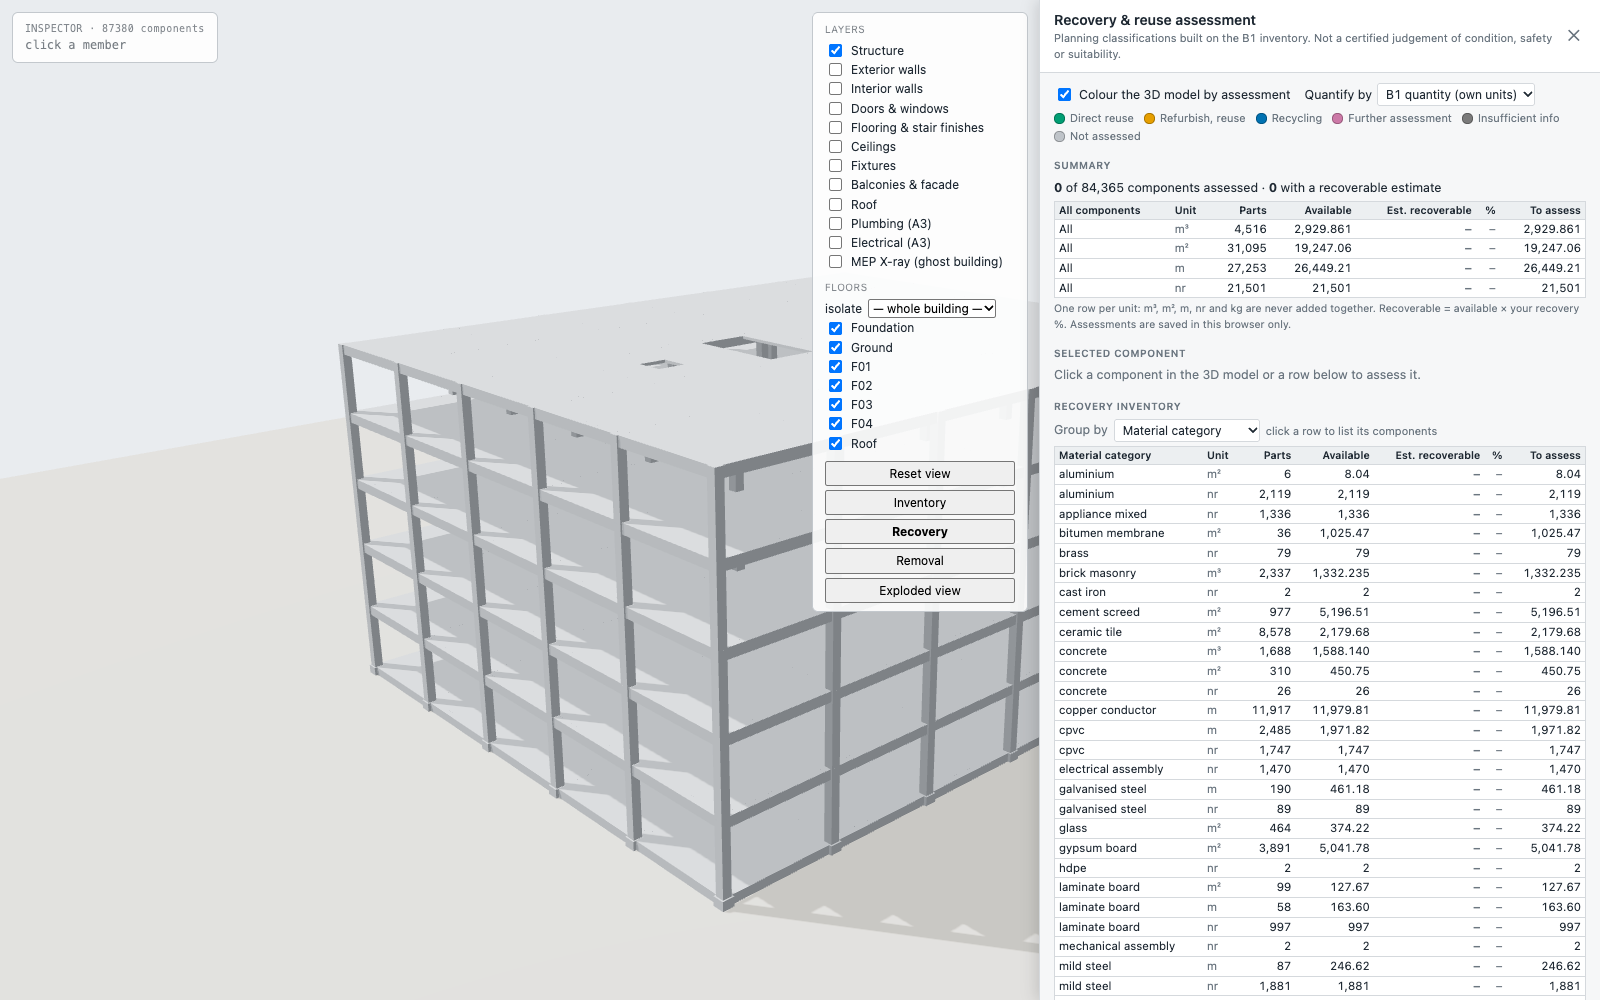 INSPECTOR · 87380 components
click a member
LAYERS
Structure
Exterior walls
Interior walls
Doors & windows
Flooring & stair finishes
Ceilings
Fixtures
Balconies & facade
Roof
Plumbing (A3)
Electrical (A3)
MEP X-ray (ghost building)
FLOORS
isolate — whole building —
Foundation
Ground
F01
F02
F03
F04
Roof
Reset view
Inventory
Recovery
Removal
Exploded view
Recovery & reuse assessment
Planning classifications built on the B1 inventory. Not a certified judgement of condition, safety
or suitability.
Colour the 3D model by assessment Quantify by B1 quantity (own units)
Direct reuse Refurbish, reuse Recycling Further assessment Insufficient info
Not assessed
SUMMARY
0 of 84,365 components assessed · 0 with a recoverable estimate
All components Unit Parts Available Est. recoverable % To assess
All m³ 4,516 2,929.861 – – 2,929.861
All m² 31,095 19,247.06 – – 19,247.06
All m 27,253 26,449.21 – – 26,449.21
All nr 21,501 21,501 – – 21,501
One row per unit: m³, m², m, nr and kg are never added together. Recoverable = available × your recovery
%. Assessments are saved in this browser only.
SELECTED COMPONENT
Click a component in the 3D model or a row below to assess it.
RECOVERY INVENTORY
Group by Material category click a row to list its components
Material category Unit Parts Available Est. recoverable % To assess
aluminium m² 6 8.04 – – 8.04
aluminium nr 2,119 2,119 – – 2,119
appliance mixed nr 1,336 1,336 – – 1,336
bitumen membrane m² 36 1,025.47 – – 1,025.47
brass nr 79 79 – – 79
brick masonry m³ 2,337 1,332.235 – – 1,332.235
cast iron nr 2 2 – – 2
cement screed m² 977 5,196.51 – – 5,196.51
ceramic tile m² 8,578 2,179.68 – – 2,179.68
concrete m³ 1,688 1,588.140 – – 1,588.140
concrete m² 310 450.75 – – 450.75
concrete nr 26 26 – – 26
copper conductor m 11,917 11,979.81 – – 11,979.81
cpvc m 2,485 1,971.82 – – 1,971.82
cpvc nr 1,747 1,747 – – 1,747
electrical assembly nr 1,470 1,470 – – 1,470
galvanised steel m 190 461.18 – – 461.18
galvanised steel nr 89 89 – – 89
glass m² 464 374.22 – – 374.22
gypsum board m² 3,891 5,041.78 – – 5,041.78
hdpe nr 2 2 – – 2
laminate board m² 99 127.67 – – 127.67
laminate board m 58 163.60 – – 163.60
laminate board nr 997 997 – – 997
mechanical assembly nr 2 2 – – 2
mild steel m 87 246.62 – – 246.62
mild steel nr 1,881 1,881 – – 1,881